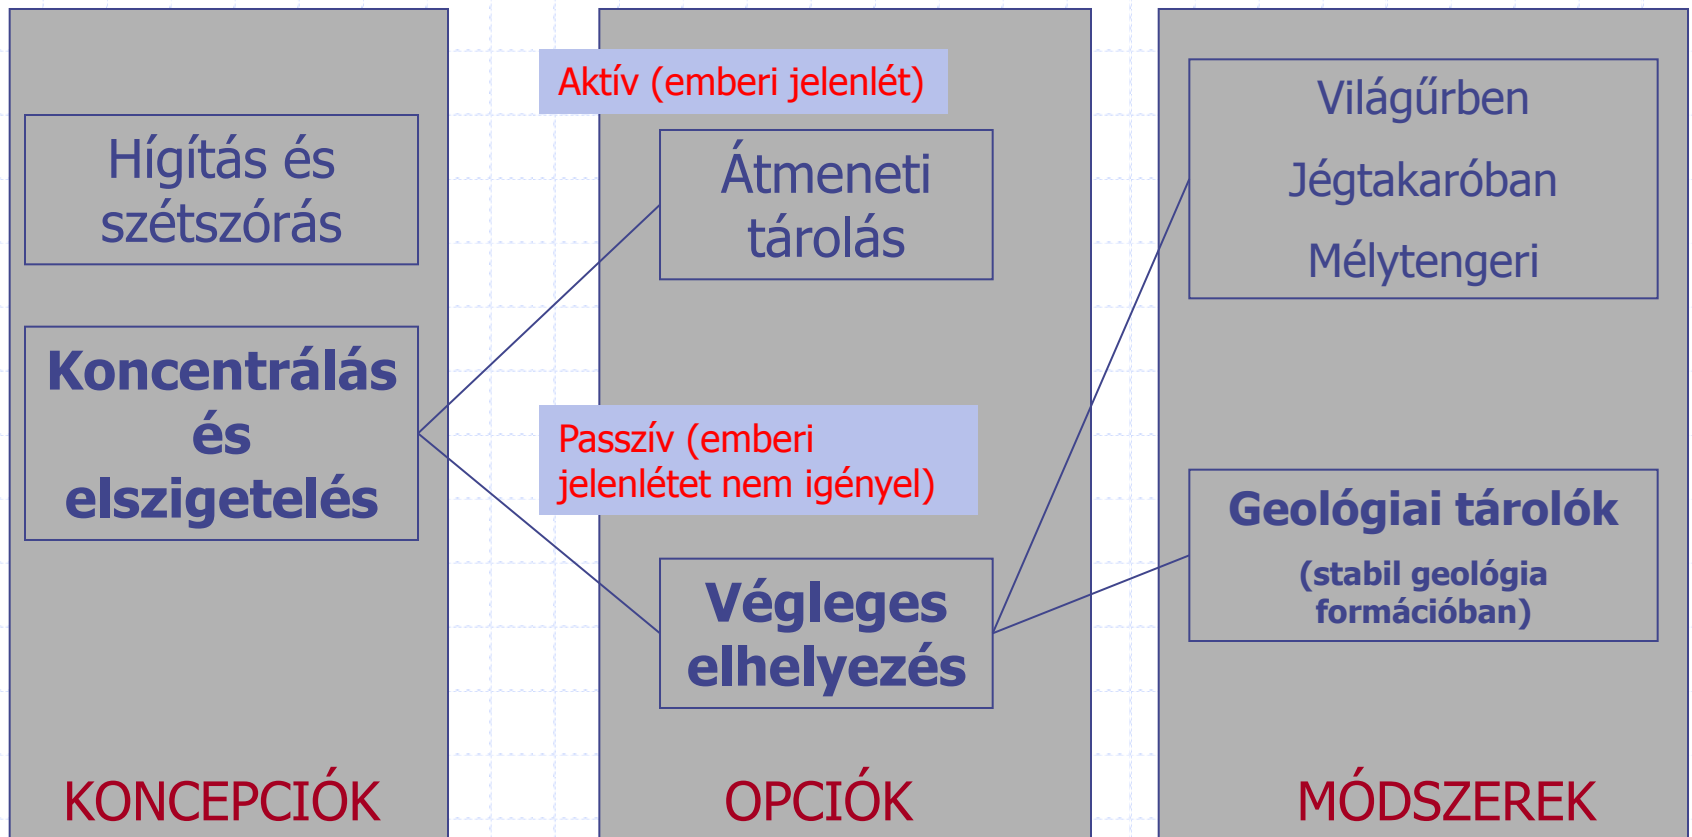 Hígítás és
szétszórás
Koncentrálás
és
elszigetelés
KONCEPCIÓK
Aktív (emberi jelenlét)
Átmeneti
tárolás
Passzív (emberi
jelenlétet nem igényel)
Végleges
elhelyezés
OPCIÓK
Világűrben
Jégtakaróban
Mélytengeri
Geológiai tárolók
(stabil geológia
formációban)
MÓDSZEREK